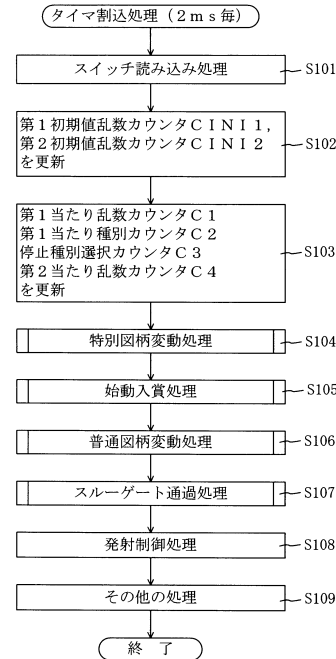 タイマ割込処理(2ms毎)
スイッチ読み込み処理 S101
第1初期値乱数カウンタCINI1,
第2初期値乱数カウンタCINI2 S102
を更新
第1当たり乱数カウンタC1
第1当たり種別カウンタC2
停止種別選択カウンタC3 S103
第2当たり乱数カウンタC4
を更新
特別図柄変動処理 S104
始動入賞処理 S105
普通図柄変動処理 S106
スルーゲート通過処理 S107
発射制御処理 S108
その他の処理 S109
終 了